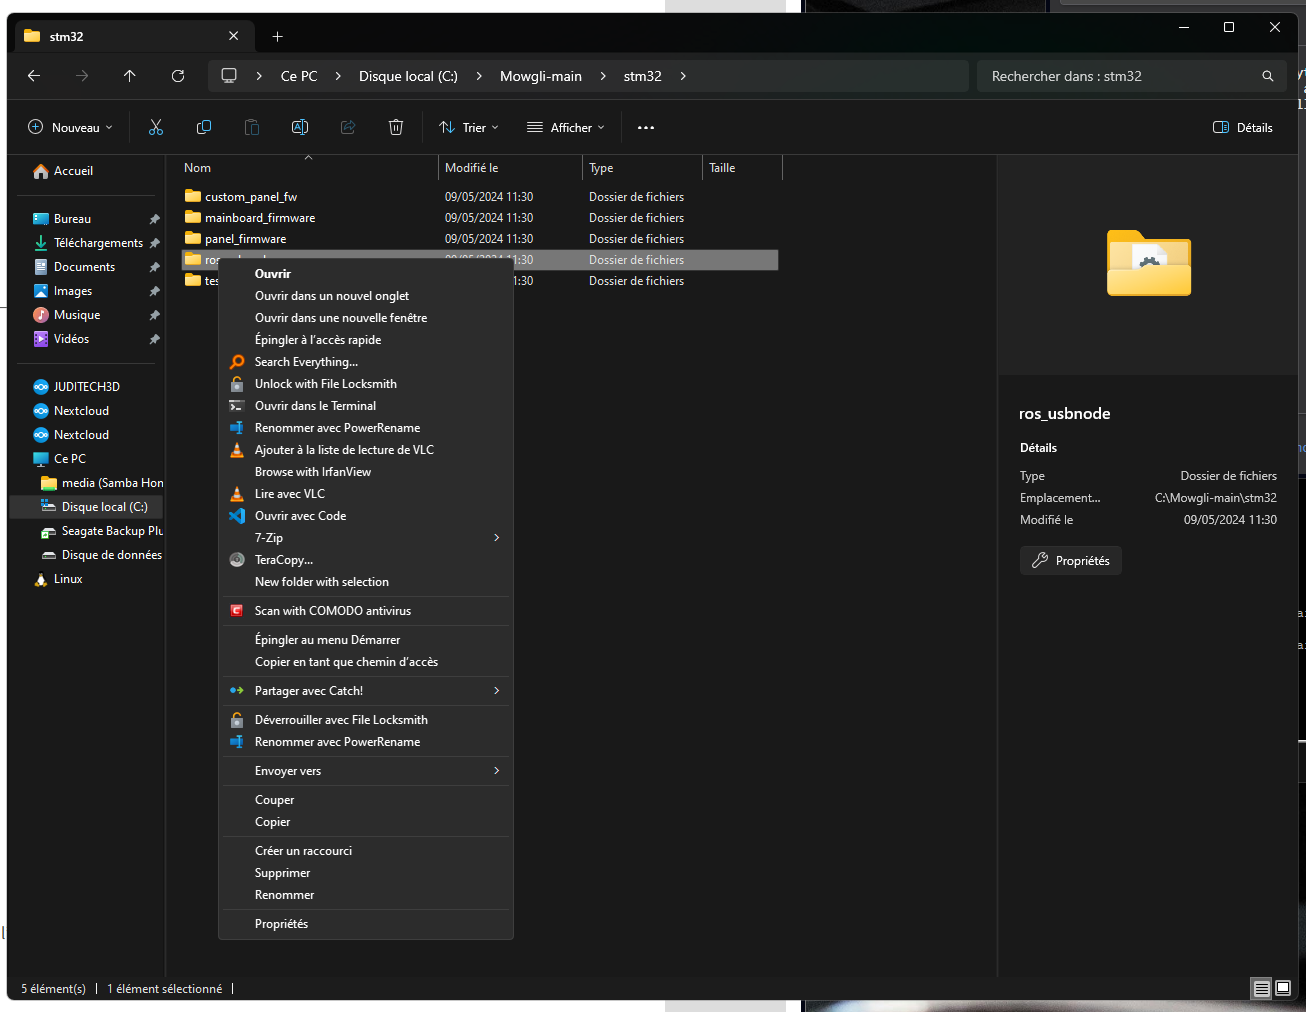 stm32
Ce PC
Disque local (C:)
Mowgli-main
stm32
Rechercher dans : stm32
Nouveau
Trier
Afficher
Détails
Accueil
Bureau
Téléchargements
Documents
Images
Musique
Vidéos
JUDITECH3D
Nextcloud
Nextcloud
Ce PC
media (Samba Hon
Disque local (C:)
Seagate Backup Plu
Disque de données
Linux
Nom
Modifié le
Type
Taille
custom_panel_fw
09/05/2024 11:30
Dossier de fichiers
mainboard_firmware
09/05/2024 11:30
Dossier de fichiers
panel_firmware
09/05/2024 11:30
Dossier de fichiers
Dossier de fichiers
tes
:30
Dossier de fichiers
Ouvrir
Ouvrir dans un nouvel onglet
Ouvrir dans une nouvelle fenêtre
Épingler à l'accès rapide
Search Everything...
Unlock with File Locksmith
Ouvrir dans le Terminal
Renommer avec PowerRename
Ajouter à la liste de lecture de VLC
Browse with IrfanView
Lire avec VLC
Ouvrir avec Code
7-Zip
TeraCopy...
New folder with selection
Scan with COMODO antivirus
Épingler au menu Démarrer
Copier en tant que chemin d'accès
Partager avec Catch!
Déverrouiller avec File Locksmith
Renommer avec PowerRename
Envoyer vers
Couper
Copier
Créer un raccourci
Supprimer
Renommer
Propriétés
ros_usbnode
Détails
Type
Dossier de fichiers
Emplacement...
C:\Mowgli-main\stm32
Modifié le
09/05/2024 11:30
Propriétés
5 élément(s)
1 élément sélectionné